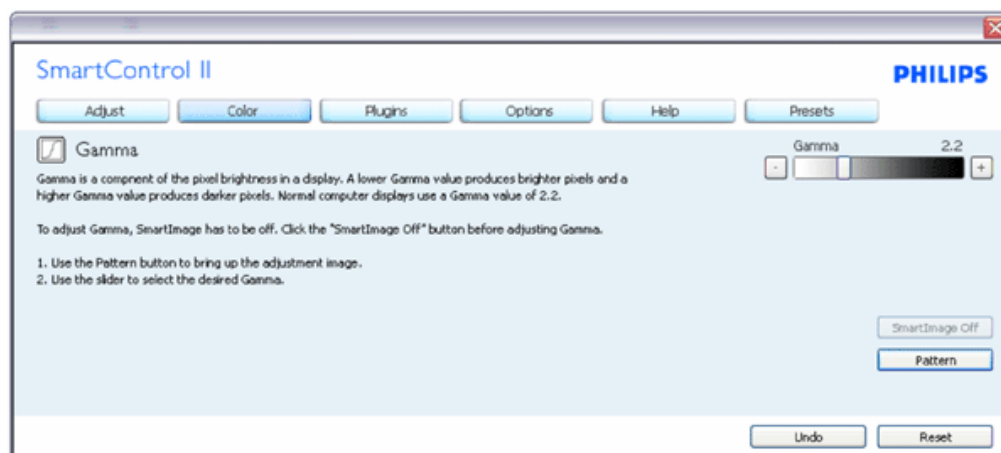 SmartControl II
PHILIPS
Adjust Color Plugins Options Help Presets
Gamma
Gamma 2.2
- +
Gamma is a compnent of the pixel brightness in a display. A lower Gamma value produces brighter pixels and a
higher Gamma value produces darker pixels. Normal computer displays use a Gamma value of 2.2.
To adjust Gamma, SmartImage has to be off. Click the "SmartImage Off" button before adjusting Gamma.
1. Use the Pattern button to bring up the adjustment image.
2. Use the slider to select the desired Gamma.
SmartImage Off
Pattern
Undo Reset